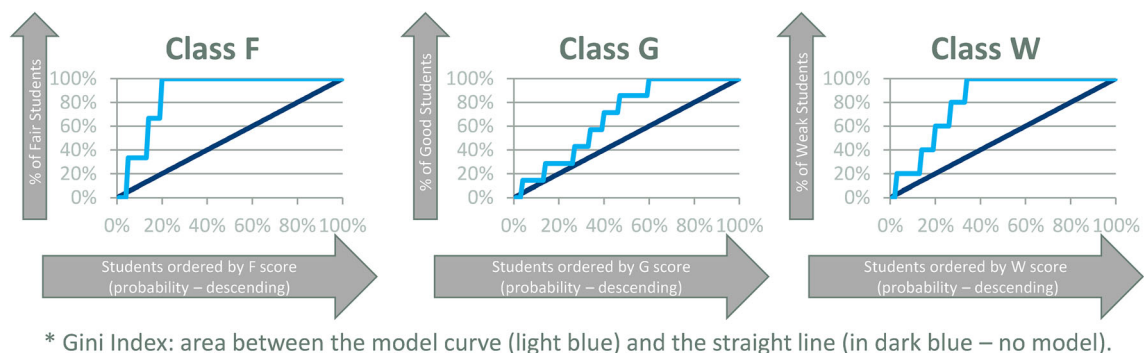 Class F
% of Fair Students
100%
80%
60%
40%
20%
0%
0% 20% 40% 60% 80% 100%
Students ordered by F score
(probability – descending)
Class G
% of Good Students
100%
80%
60%
40%
20%
0%
0% 20% 40% 60% 80% 100%
Students ordered by G score
(probability – descending)
Class W
% of Weak Students
100%
80%
60%
40%
20%
0%
0% 20% 40% 60% 80% 100%
Students ordered by W score
(probability – descending)
* Gini Index: area between the model curve (light blue) and the straight line (in dark blue – no model).